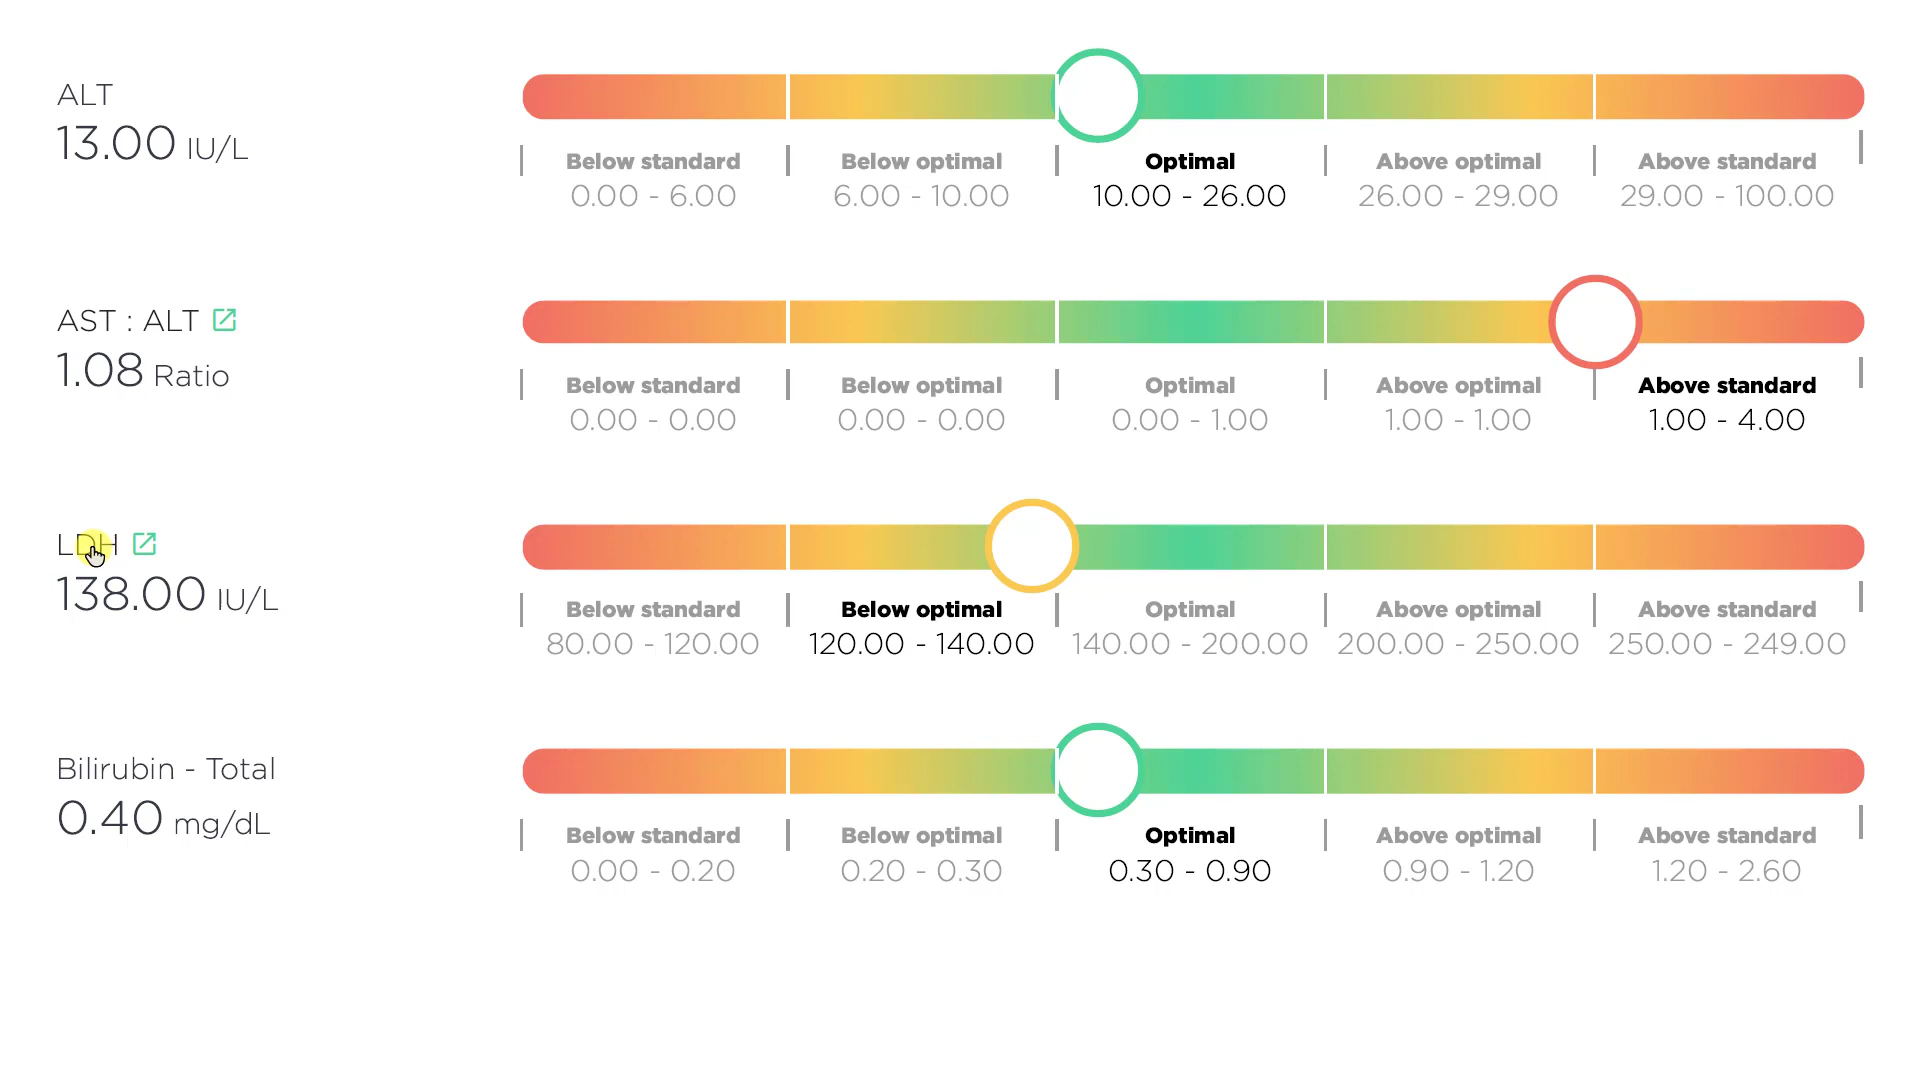 ALT
13.00 IU/L
Below standard
0.00 - 6.00
Below optimal
6.00 - 10.00
Optimal
10.00 - 26.00
Above optimal
26.00 - 29.00
Above standard
29.00 - 100.00
AST : ALT
1.08 Ratio
Below standard
0.00 - 0.00
Below optimal
0.00 - 0.00
Optimal
0.00 - 1.00
Above optimal
1.00 - 1.00
Above standard
1.00 - 4.00
LDH
138.00 IU/L
Below standard
80.00 - 120.00
Below optimal
120.00 - 140.00
Optimal
140.00 - 200.00
Above optimal
200.00 - 250.00
Above standard
250.00 - 249.00
Bilirubin - Total
0.40 mg/dL
Below standard
0.00 - 0.20
Below optimal
0.20 - 0.30
Optimal
0.30 - 0.90
Above optimal
0.90 - 1.20
Above standard
1.20 - 2.60